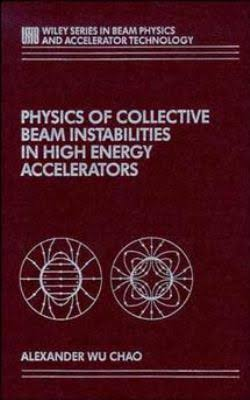 WILEY SERIES IN BEAM PHYSICS
AND ACCELERATOR TECHNOLOGY
PHYSICS OF COLLECTIVE
BEAM INSTABILITIES
IN HIGH ENERGY
ACCELERATORS
ALEXANDER WU CHAO